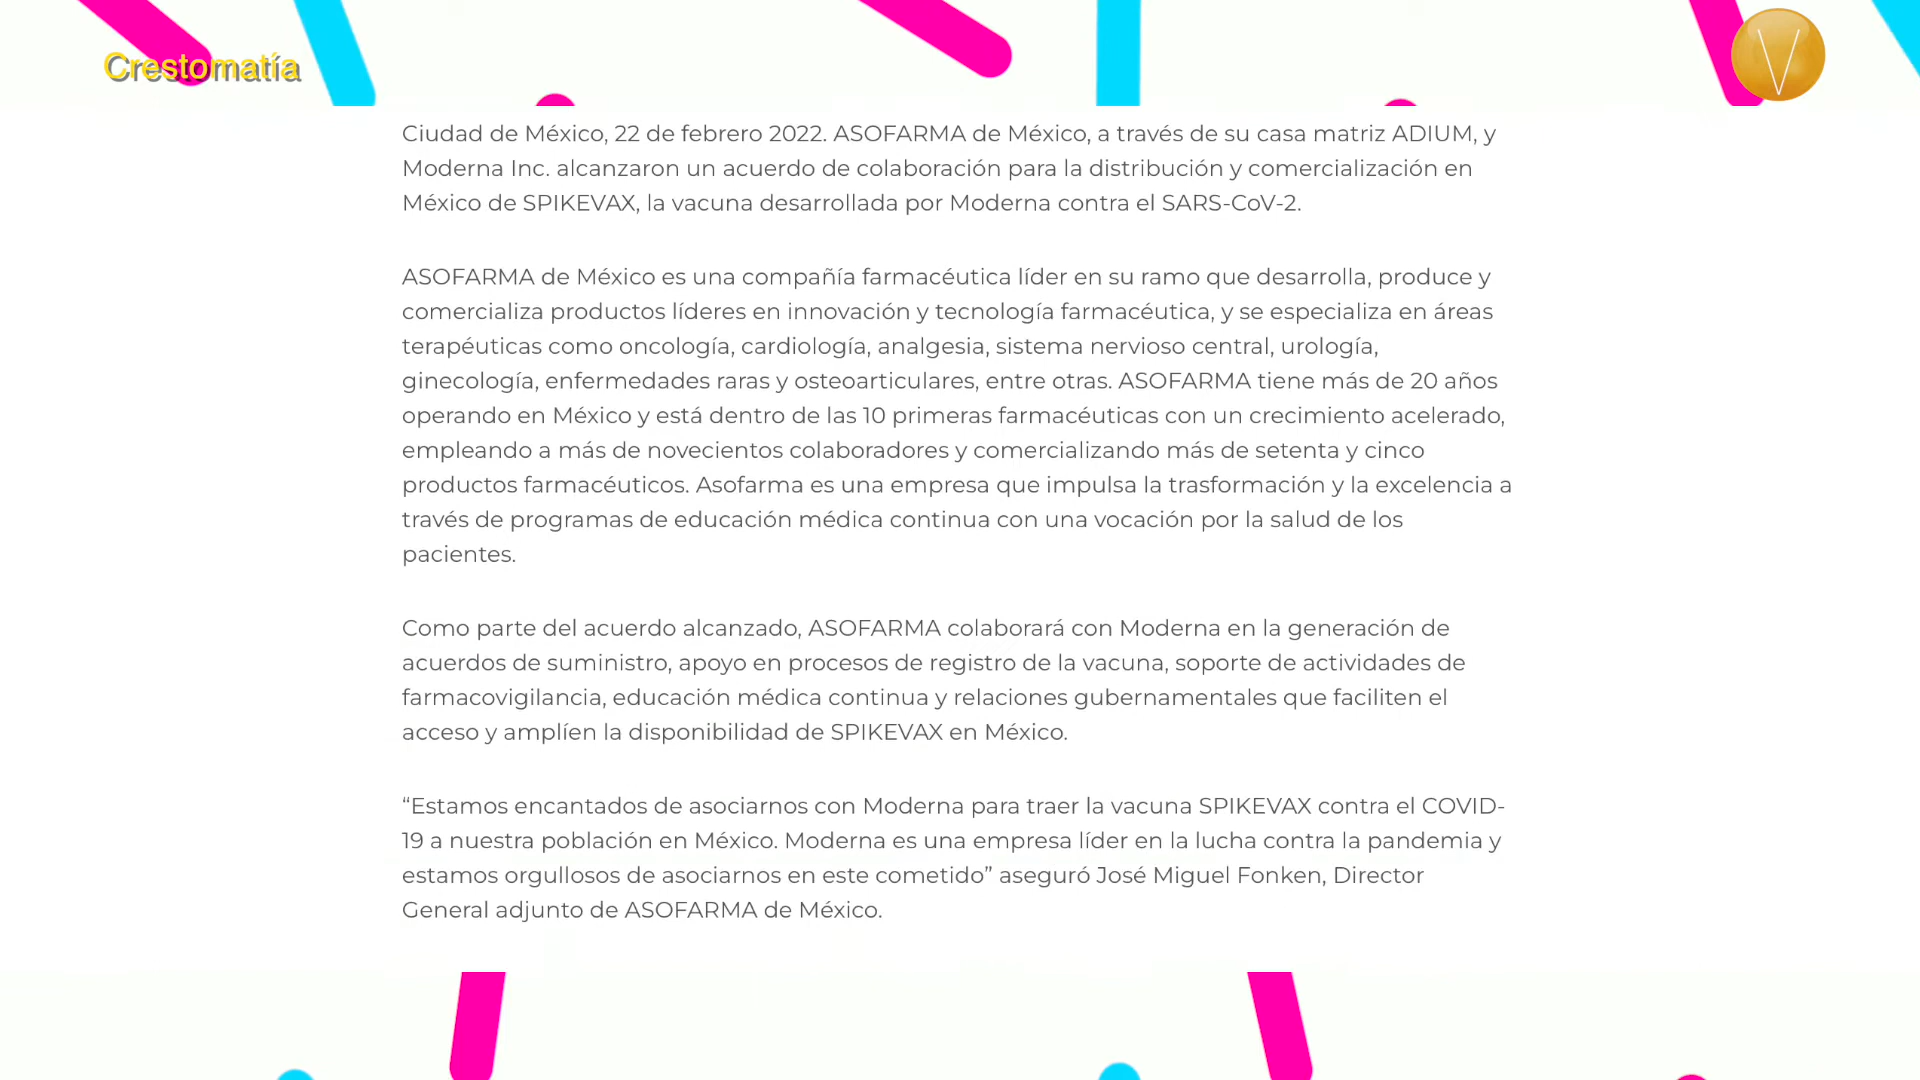 Crestomatía
V
Ciudad de México, 22 de febrero 2022. ASOFARMA de México, a través de su casa matriz ADIUM, y
Moderna Inc. alcanzaron un acuerdo de colaboración para la distribución y comercialización en
México de SPIKEVAX, la vacuna desarrollada por Moderna contra el SARS-CoV-2.
ASOFARMA de México es una compañía farmacéutica líder en su ramo que desarrolla, produce y
comercializa productos líderes en innovación y tecnología farmacéutica, y se especializa en áreas
terapéuticas como oncología, cardiología, analgesia, sistema nervioso central, urología,
ginecología, enfermedades raras y osteoarticulares, entre otras. ASOFARMA tiene más de 20 años
operando en México y está dentro de las 10 primeras farmacéuticas con un crecimiento acelerado,
empleando a más de novecientos colaboradores y comercializando más de setenta y cinco
productos farmacéuticos. Asofarma es una empresa que impulsa la trasformación y la excelencia a
través de programas de educación médica continua con una vocación por la salud de los
pacientes.
Como parte del acuerdo alcanzado, ASOFARMA colaborará con Moderna en la generación de
acuerdos de suministro, apoyo en procesos de registro de la vacuna, soporte de actividades de
farmacovigilancia, educación médica continua y relaciones gubernamentales que faciliten el
acceso y amplíen la disponibilidad de SPIKEVAX en México.
“Estamos encantados de asociarnos con Moderna para traer la vacuna SPIKEVAX contra el COVID-
19 a nuestra población en México. Moderna es una empresa líder en la lucha contra la pandemia y
estamos orgullosos de asociarnos en este cometido” aseguró José Miguel Fonken, Director
General adjunto de ASOFARMA de México.